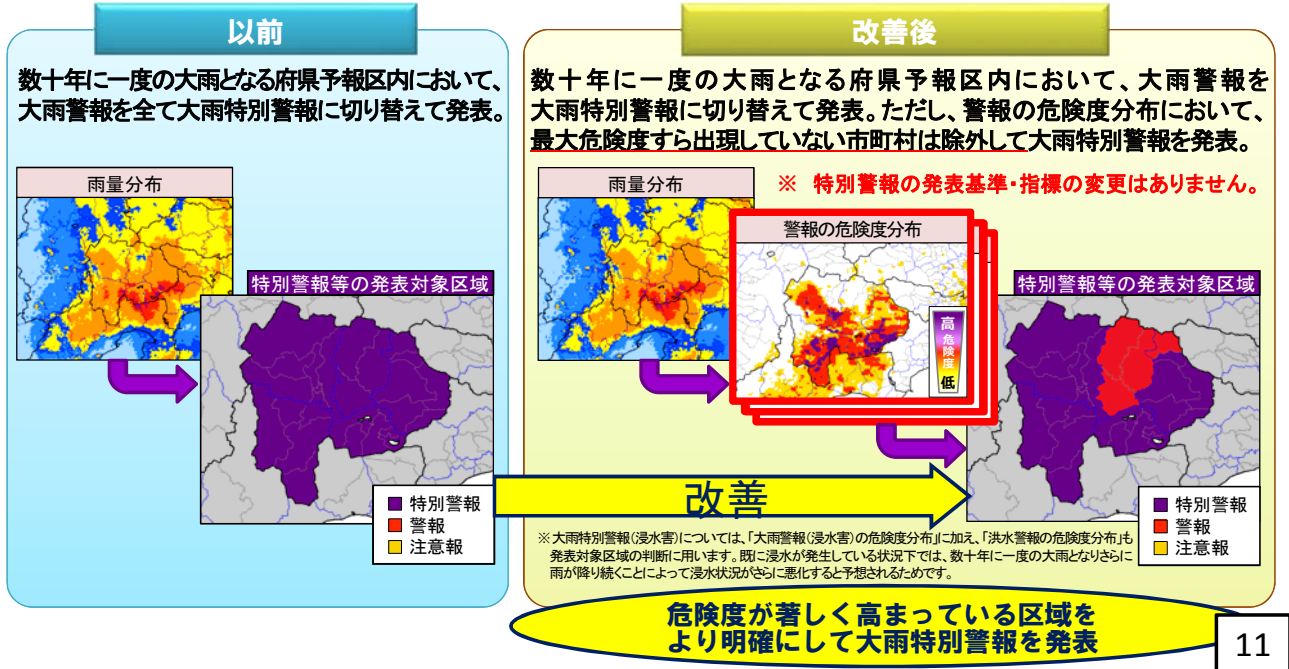 以前
数十年に一度の大雨となる府県予報区内において、
大雨警報を全て大雨特別警報に切り替えて発表。
雨量分布
特別警報等の発表対象区域
特別警報
警報
注意報
改善後
数十年に一度の大雨となる府県予報区内において、大雨警報を
大雨特別警報に切り替えて発表。ただし、警報の危険度分布において、
最大危険度すら出現していない市町村は除外して大雨特別警報を発表。
※ 特別警報の発表基準・指標の変更はありません。
雨量分布
警報の危険度分布
高
危険度
低
特別警報等の発表対象区域
特別警報
警報
注意報
改善
※大雨特別警報(浸水害)については、「大雨警報(浸水害)の危険度分布」に加え、「洪水警報の危険度分布」も
発表対象区域の判断に用います。既に浸水が発生している状況下では、数十年に一度の大雨となりさらに
雨が降り続くことによって浸水状況がさらに悪化すると予想されるためです。
危険度が著しく高まっている区域を
より明確にして大雨特別警報を発表
11